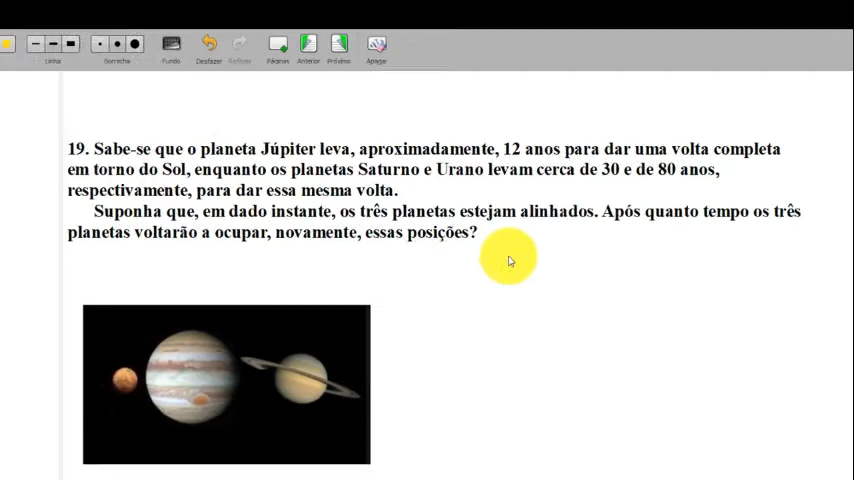 Linha Borracha Fundo Desfazer Refazer Páginas Anterior Próximo Apagar
19. Sabe-se que o planeta Júpiter leva, aproximadamente, 12 anos para dar uma volta completa
em torno do Sol, enquanto os planetas Saturno e Urano levam cerca de 30 e de 80 anos,
respectivamente, para dar essa mesma volta.
Suponha que, em dado instante, os três planetas estejam alinhados. Após quanto tempo os três
planetas voltarão a ocupar, novamente, essas posições?